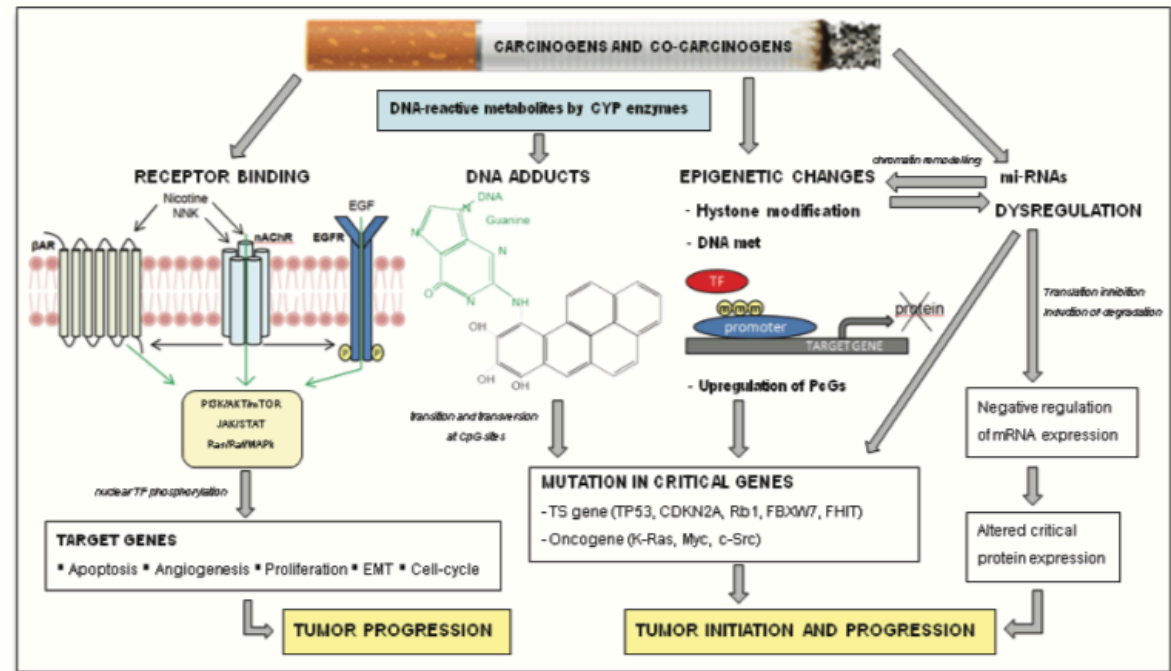 CARCINOGENS AND CO-CARCINOGENS
DNA-reactive metabolites by CYP enzymes
RECEPTOR BINDING
Nicotine
NNK
βAR
nAChR
EGF
EGFR
P
P
PI3K/AKT/mTOR
JAK/STAT
Ras/Raf/MAPk
nuclear TF phosphorylation
TARGET GENES
▪ Apoptosis ▪ Angiogenesis ▪ Proliferation ▪ EMT ▪ Cell-cycle
TUMOR PROGRESSION
DNA ADDUCTS
DNA
Guanine
N
N
N
N
O
NH
OH
OH
OH
transition and transversion
at CpG sites
EPIGENETIC CHANGES
- Hystone modification
- DNA met
TF
m m m
promoter
TARGET GENE
protein
- Upregulation of PcGs
chromatin remodelling
mi-RNAs
DYSREGULATION
Translation inhibition
Induction of degradation
Negative regulation
of mRNA expression
Altered critical
protein expression
MUTATION IN CRITICAL GENES
- TS gene (TP53, CDKN2A, Rb1, FBXW7, FHIT)
- Oncogene (K-Ras, Myc, c-Src)
TUMOR INITIATION AND PROGRESSION